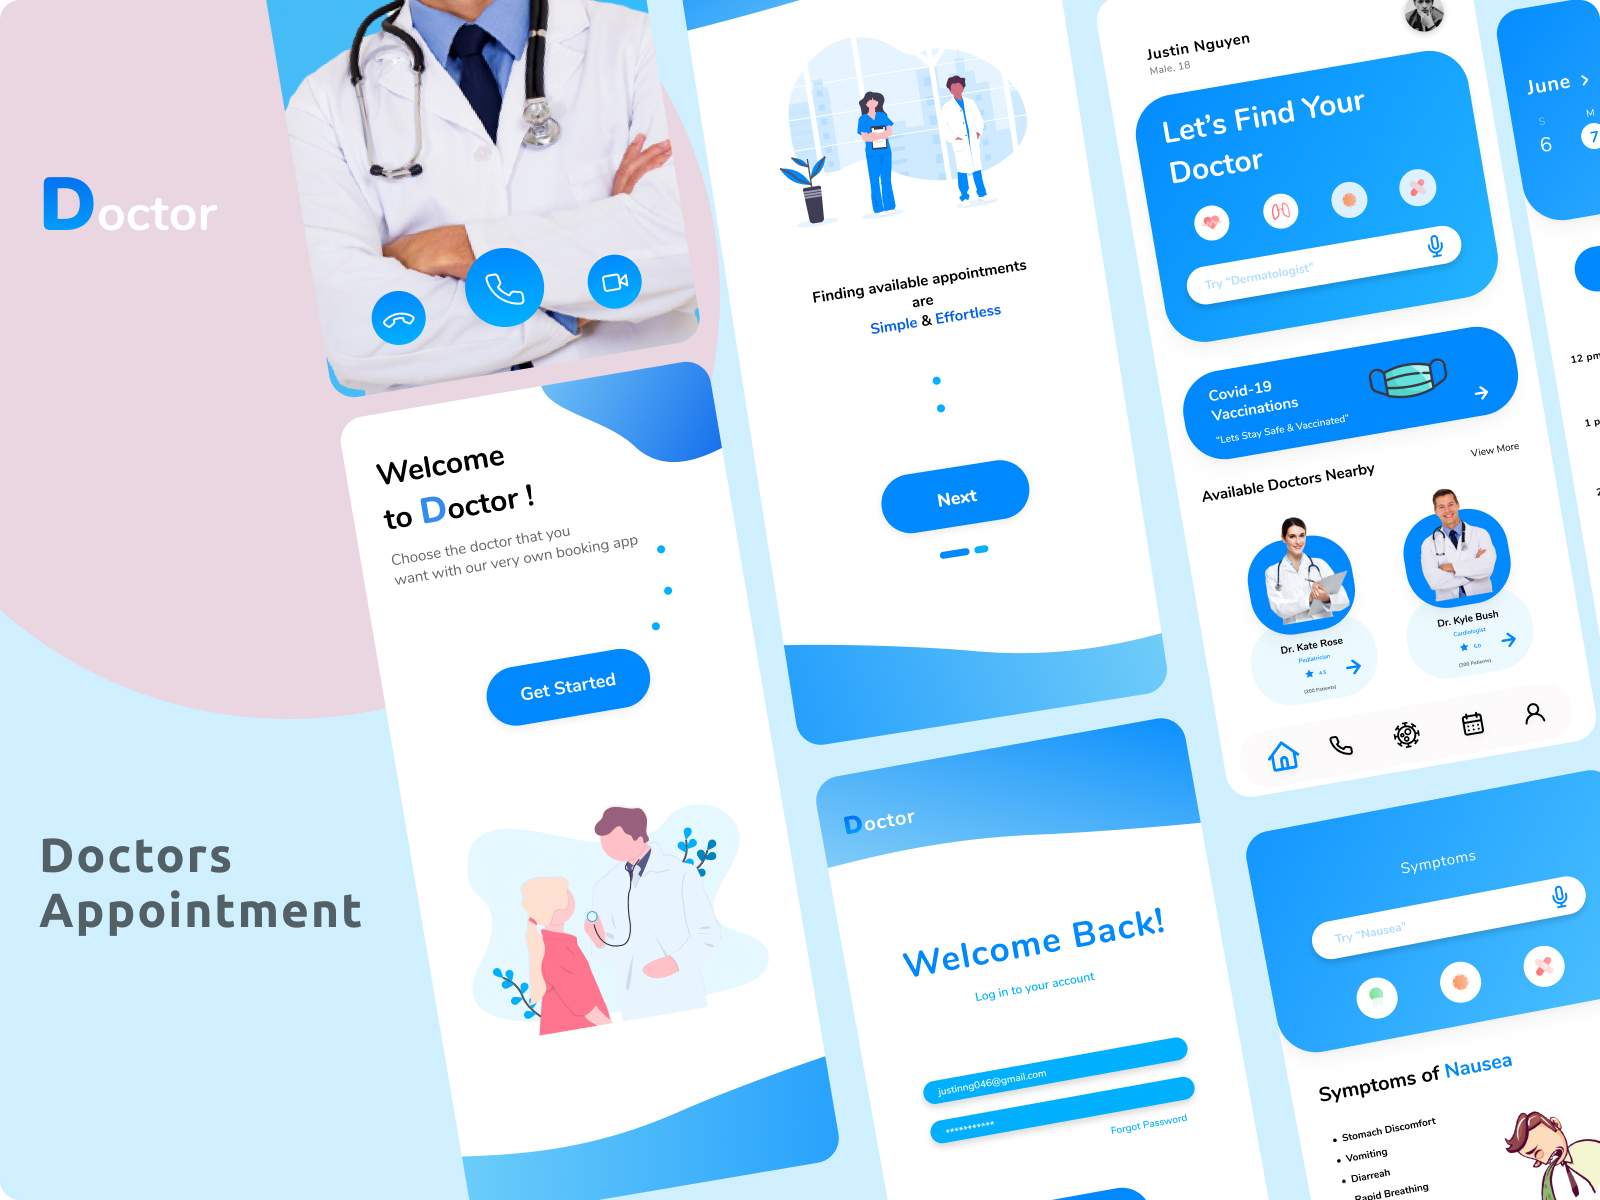 Doctor
Doctors
Appointment
Welcome
to Doctor !
Choose the doctor that you
want with our very own booking app
Get Started
Finding available appointments
are
Simple & Effortless
Next
Doctor
Welcome Back!
Log in to your account
justinng046@gmail.com
***********
Forgot Password
Justin Nguyen
Male, 18
Let's Find Your
Doctor
Try “Dermatologist”
Covid-19
Vaccinations
“Lets Stay Safe & Vaccinated”
Available Doctors Nearby
View More
Dr. Kate Rose
Pediatrician
4.5
(200 Patients)
Dr. Kyle Bush
Cardiologist
5.0
(200 Patients)
June >
S
M
6
7
12 pm
1 p
2
Symptoms
Try “Nausea”
Symptoms of Nausea
• Stomach Discomfort
• Vomiting
• Diarreah
Rapid Breathing